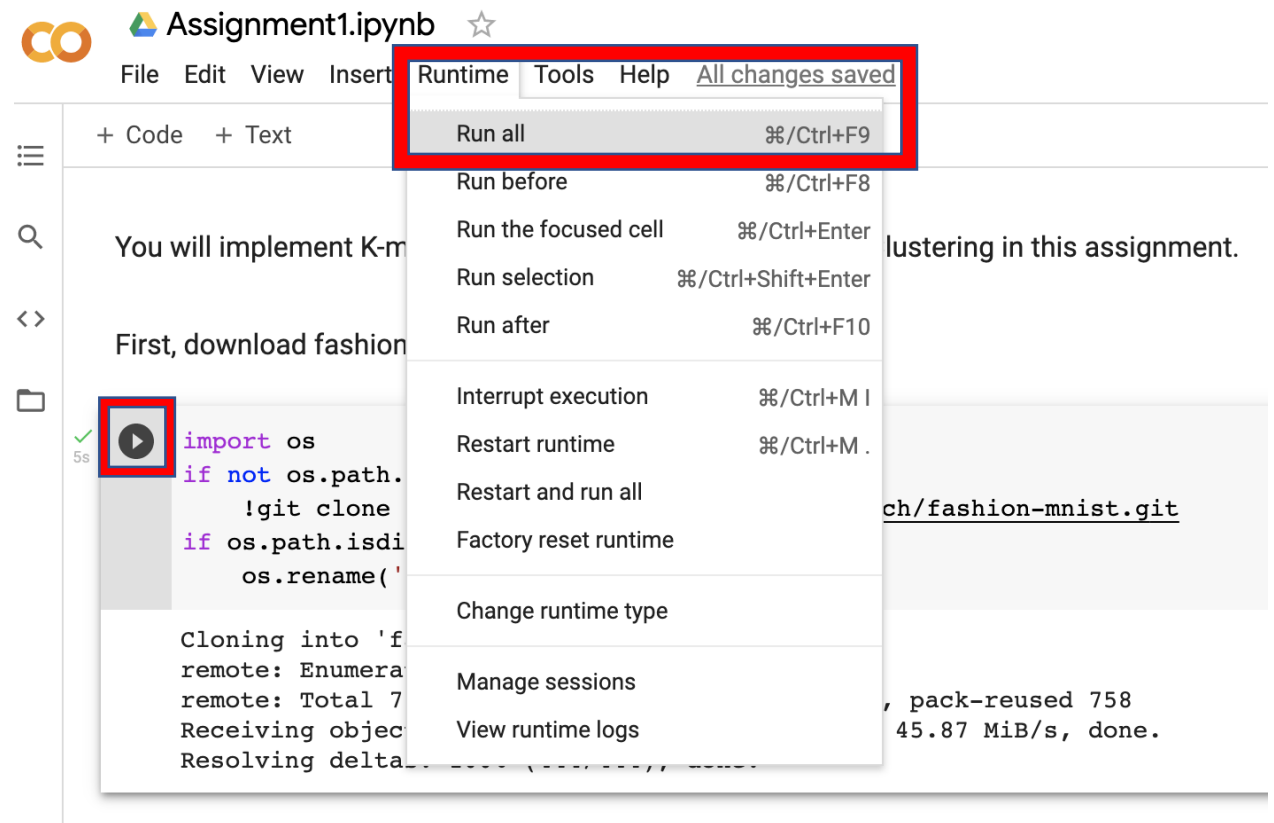 Assignment1.ipynb
File Edit View Insert Runtime Tools Help All changes saved
+ Code + Text
Run all ⌘/Ctrl+F9
Run before ⌘/Ctrl+F8
Run the focused cell ⌘/Ctrl+Enter
Run selection ⌘/Ctrl+Shift+Enter
Run after ⌘/Ctrl+F10
Interrupt execution ⌘/Ctrl+M I
Restart runtime ⌘/Ctrl+M .
Restart and run all
Factory reset runtime
Change runtime type
Manage sessions
View runtime logs
You will implement K-m lustering in this assignment.
First, download fashion
5s
import os
if not os.path.
!git clone ch/fashion-mnist.git
if os.path.isdi
os.rename('
Cloning into 'f
remote: Enumera
remote: Total 7 , pack-reused 758
Receiving objec 45.87 MiB/s, done.
Resolving deltas: